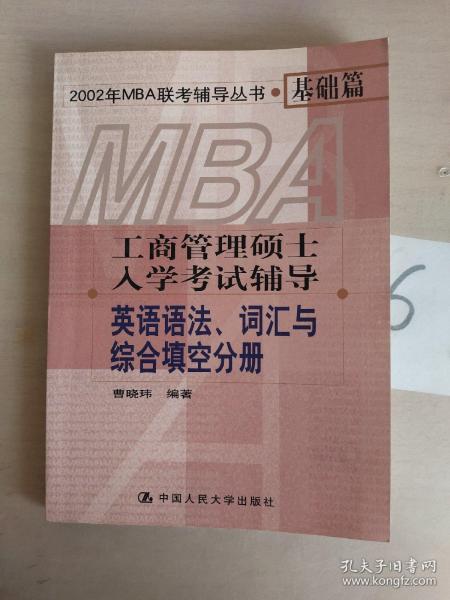 2002年MBA联考辅导丛书·基础篇
MBA
工商管理硕士
入学考试辅导
英语语法、词汇与
综合填空分册
曹晓玮 编著
中国人民大学出版社
6
孔夫子旧书网
www.kongfz.com